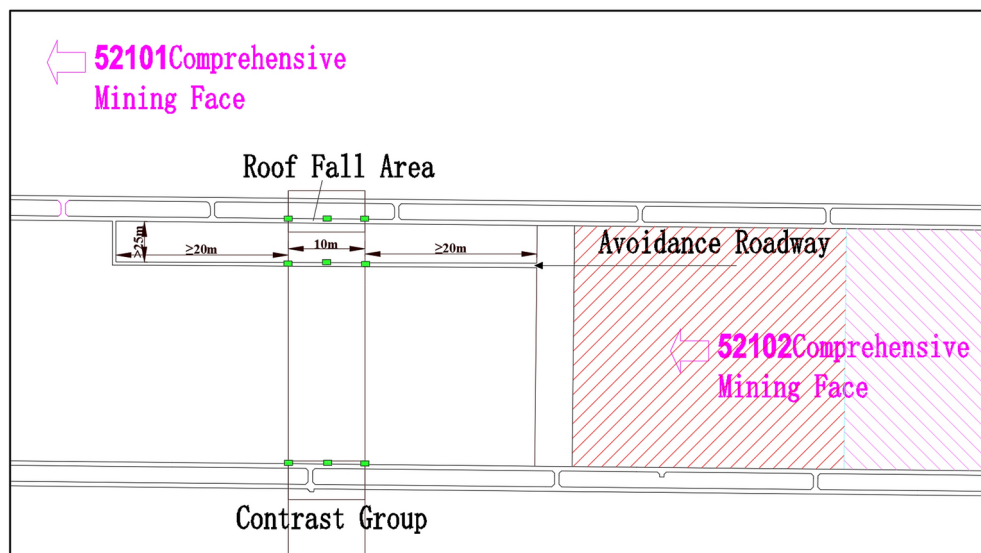 52101Comprehensive
Mining Face
Roof Fall Area
≥25m
≥20m
10m
≥20m
Avoidance Roadway
52102Comprehensive
Mining Face
Contrast Group